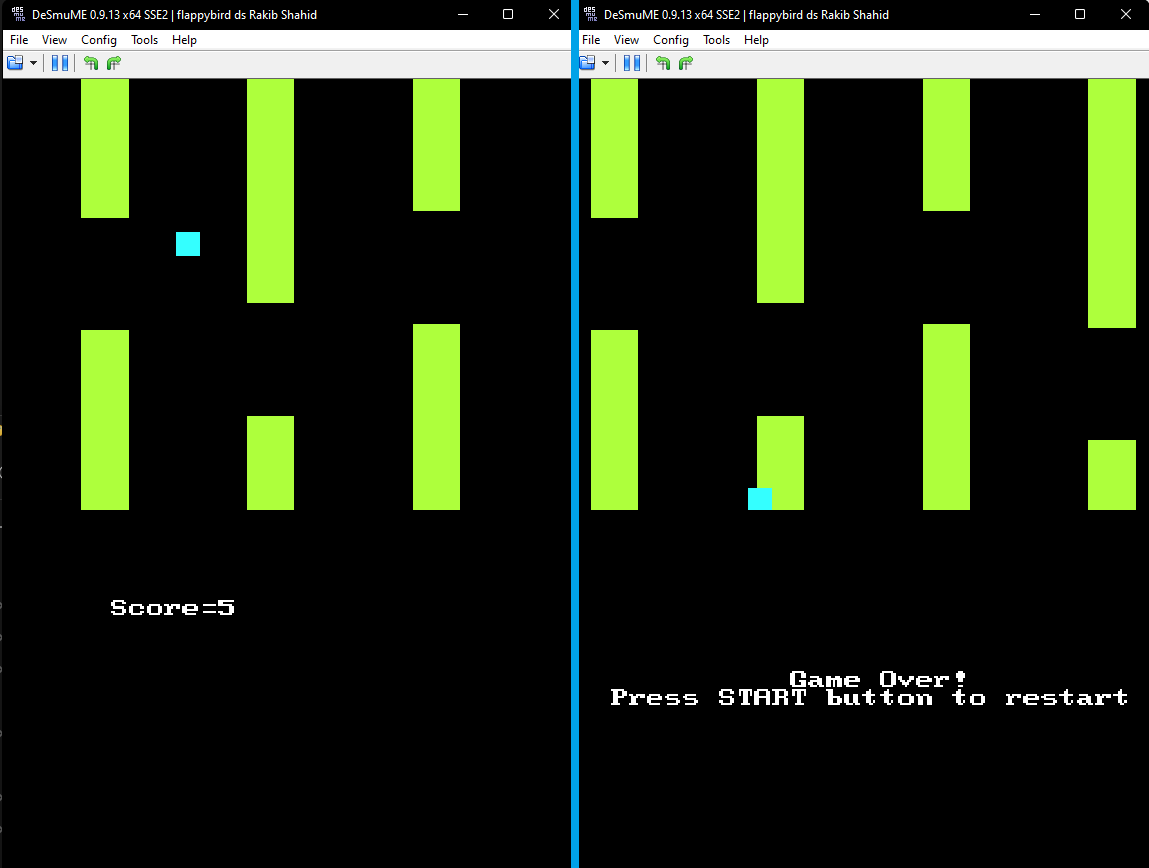 DeSmuME 0.9.13 x64 SSE2 | flappybird ds Rakib Shahid
File View Config Tools Help
Score=5
DeSmuME 0.9.13 x64 SSE2 | flappybird ds Rakib Shahid
File View Config Tools Help
Game Over!
Press START button to restart